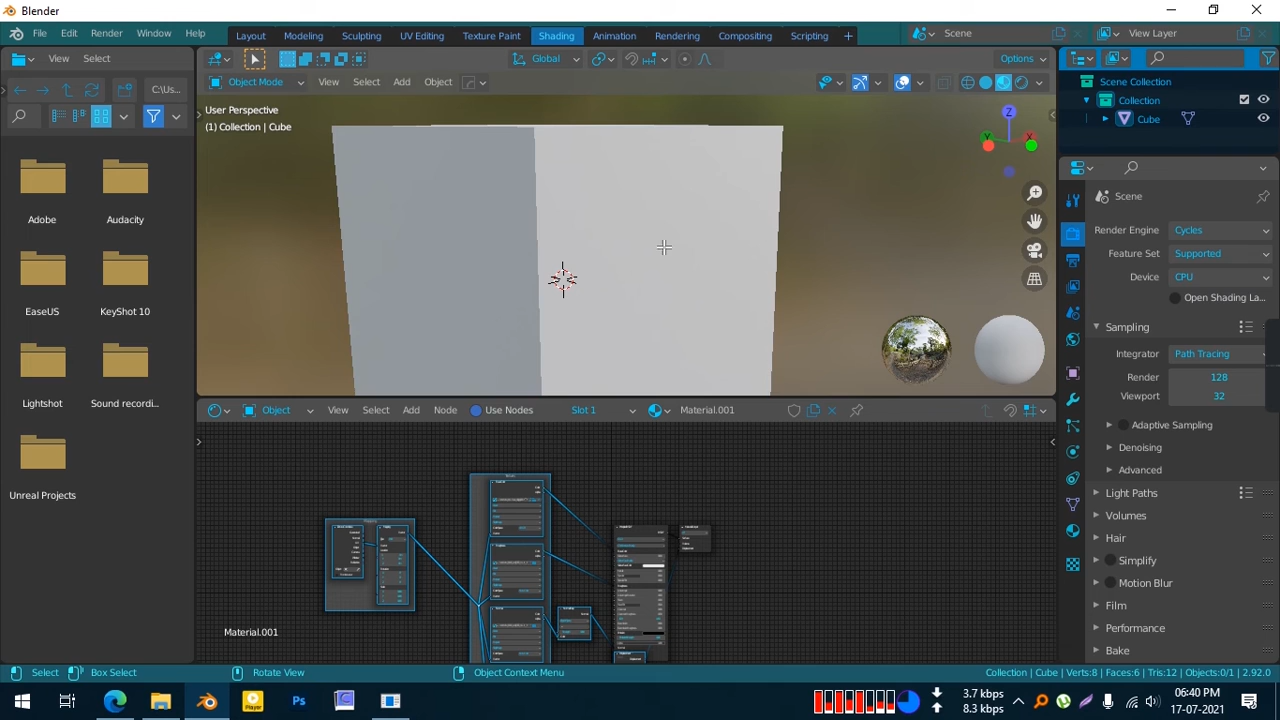 Blender
File Edit Render Window Help
Layout Modeling Sculpting UV Editing Texture Paint Shading Animation Rendering Compositing Scripting +
Scene
View Layer
View Select
Global
Options
Object Mode View Select Add Object
C:\Us...
User Perspective
(1) Collection | Cube
Z
Y
X
Scene Collection
Collection
Cube
Adobe
Audacity
EaseUS
KeyShot 10
Lightshot
Sound recordi...
Unreal Projects
Scene
Render Engine Cycles
Feature Set Supported
Device CPU
Open Shading La...
Sampling
Integrator Path Tracing
Render 128
Viewport 32
Adaptive Sampling
Denoising
Advanced
Light Paths
Volumes
Hair
Simplify
Motion Blur
Film
Performance
Bake
Object View Select Add Node Use Nodes Slot 1 Material.001
Material.001
Select Box Select Rotate View Object Context Menu
Collection | Cube | Verts:8 | Faces:6 | Tris:12 | Objects:0/1 | 2.92.0
Player
Ps
3.7 kbps
8.3 kbps
06:40 PM
17-07-2021